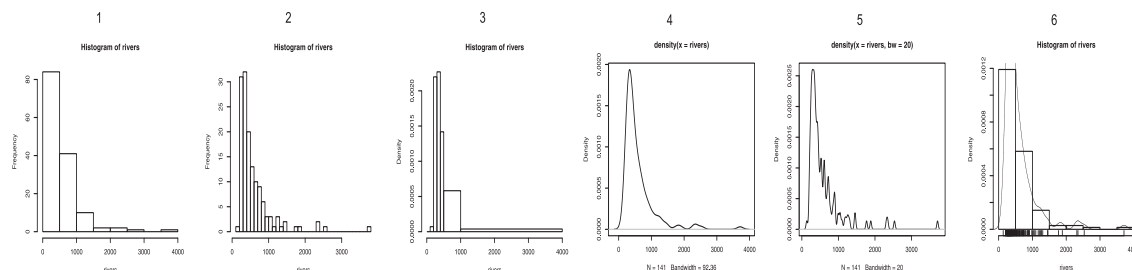 1
Histogram of rivers
Frequency
0 20 40 60 80
0 1000 2000 3000 4000
rivers
2
Histogram of rivers
Frequency
0 5 10 15 20 25 30
0 1000 2000 3000
rivers
3
Histogram of rivers
Density
0.0000 0.0005 0.0010 0.0015 0.0020
0 1000 2000 3000 4000
rivers
4
density(x = rivers)
Density
0.0000 0.0005 0.0010 0.0015 0.0020
0 1000 2000 3000 4000
N = 141 Bandwidth = 92.36
5
density(x = rivers, bw = 20)
Density
0.0000 0.0005 0.0010 0.0015 0.0020 0.0025
0 1000 2000 3000
N = 141 Bandwidth = 20
6
Histogram of rivers
Density
0.0000 0.0004 0.0008 0.0012
0 1000 2000 3000
rivers